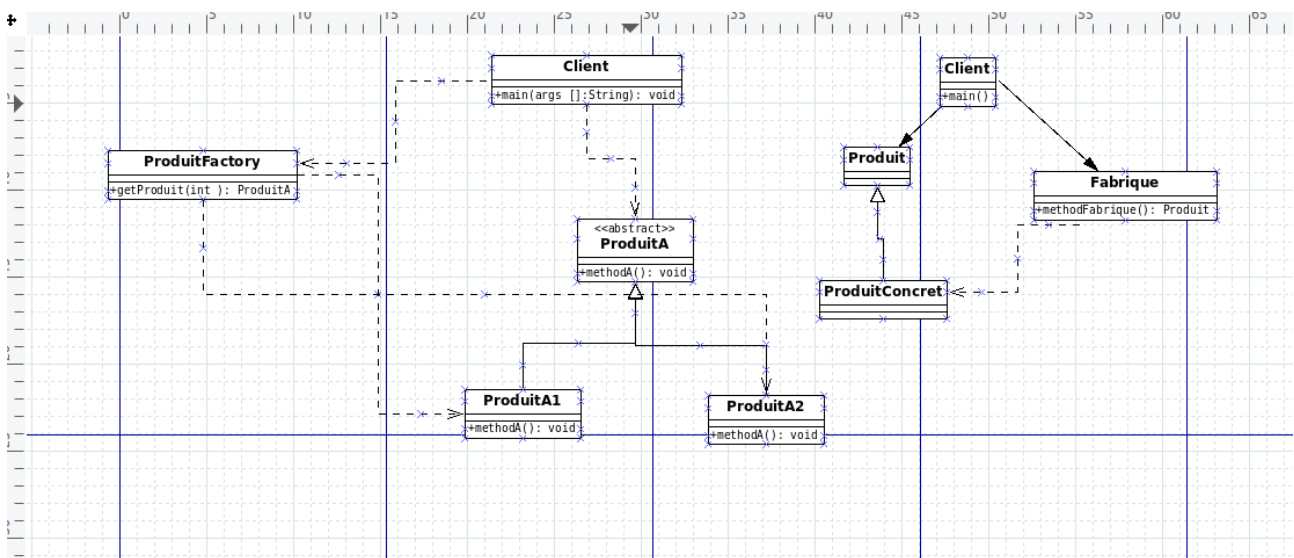 0 5 10 15 20 25 30 35 40 45 50 55 60 65
Client
+main(args []:String): void
ProduitFactory
+getProduit(int ): ProduitA
<<abstract>>
ProduitA
+methodA(): void
ProduitA1
+methodA(): void
ProduitA2
+methodA(): void
Client
+main()
Produit
Fabrique
+methodFabrique(): Produit
ProduitConcret